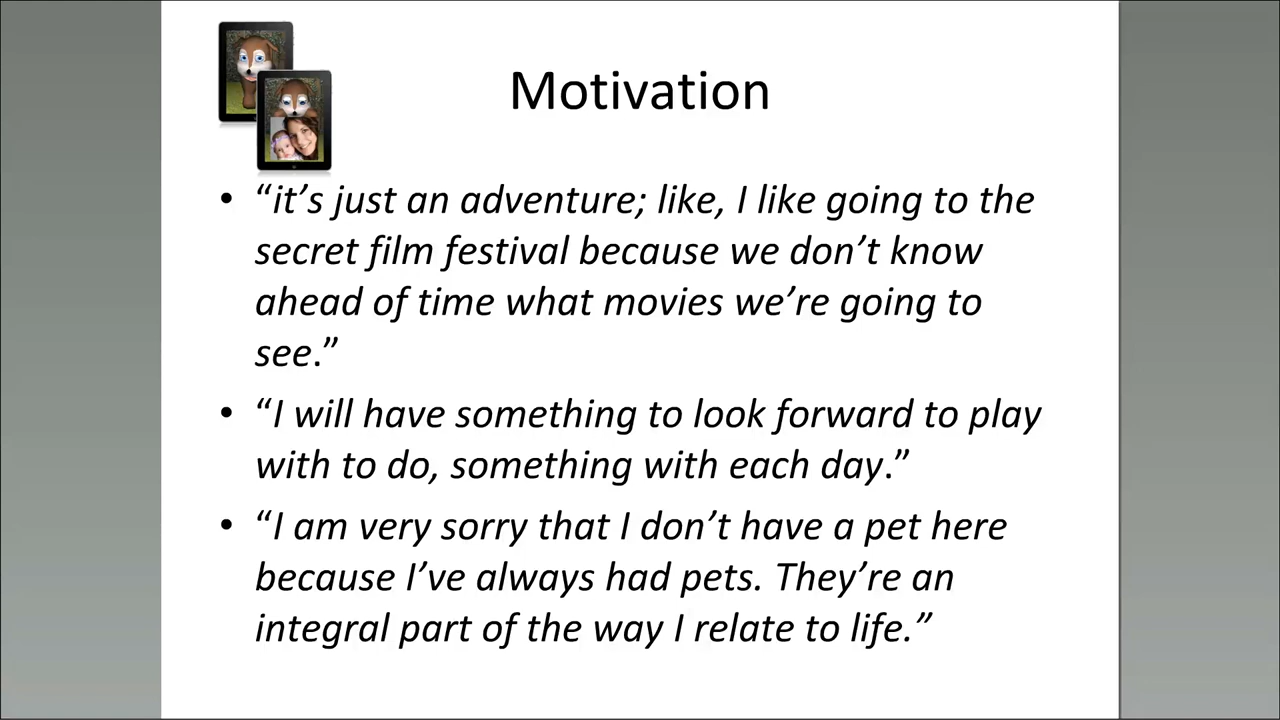 Motivation
• “it’s just an adventure; like, I like going to the
secret film festival because we don’t know
ahead of time what movies we’re going to
see.”
• “I will have something to look forward to play
with to do, something with each day.”
• “I am very sorry that I don’t have a pet here
because I’ve always had pets. They’re an
integral part of the way I relate to life.”